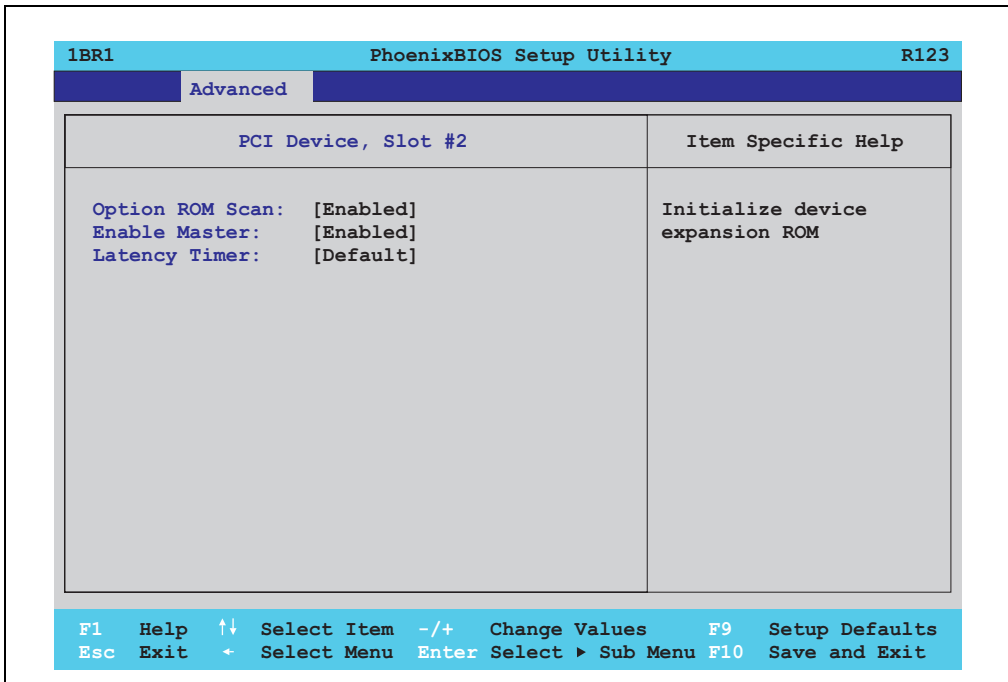 1BR1 PhoenixBIOS Setup Utility R123
Advanced
PCI Device, Slot #2
Item Specific Help
Option ROM Scan: [Enabled]
Enable Master: [Enabled]
Latency Timer: [Default]
Initialize device
expansion ROM
F1 Help ↑↓ Select Item -/+ Change Values F9 Setup Defaults
Esc Exit ← Select Menu Enter Select ▶ Sub Menu F10 Save and Exit